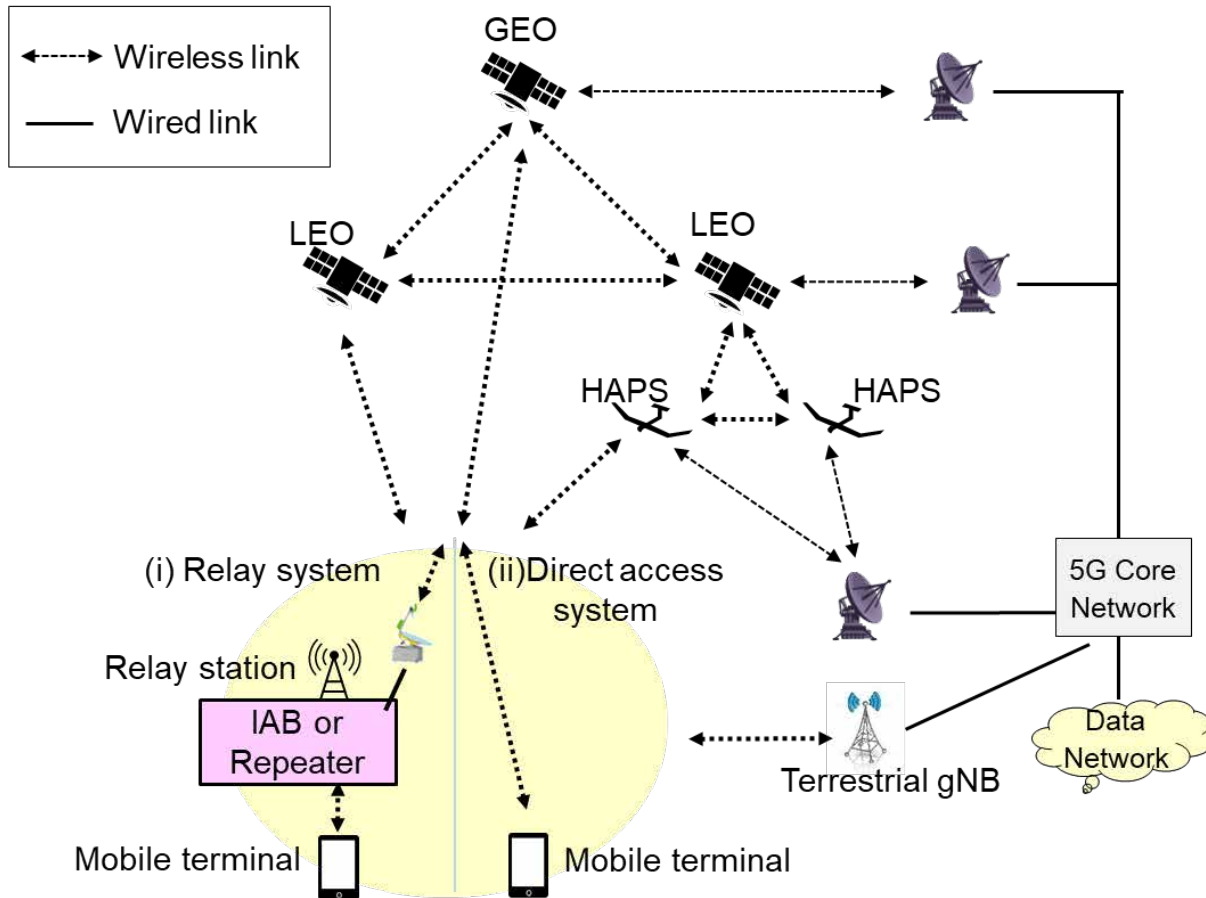 Wireless link
Wired link
GEO
LEO
LEO
HAPS
HAPS
(i) Relay system
(ii)Direct access
system
Relay station
IAB or
Repeater
Mobile terminal
Mobile terminal
Terrestrial gNB
5G Core
Network
Data
Network